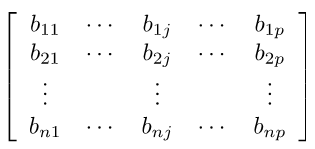 b₁₁ ⋯ b₁ⱼ ⋯ b₁ₚ
b₂₁ ⋯ b₂ⱼ ⋯ b₂ₚ
⋮ ⋮ ⋮
bₙ₁ ⋯ bₙⱼ ⋯ bₙₚ